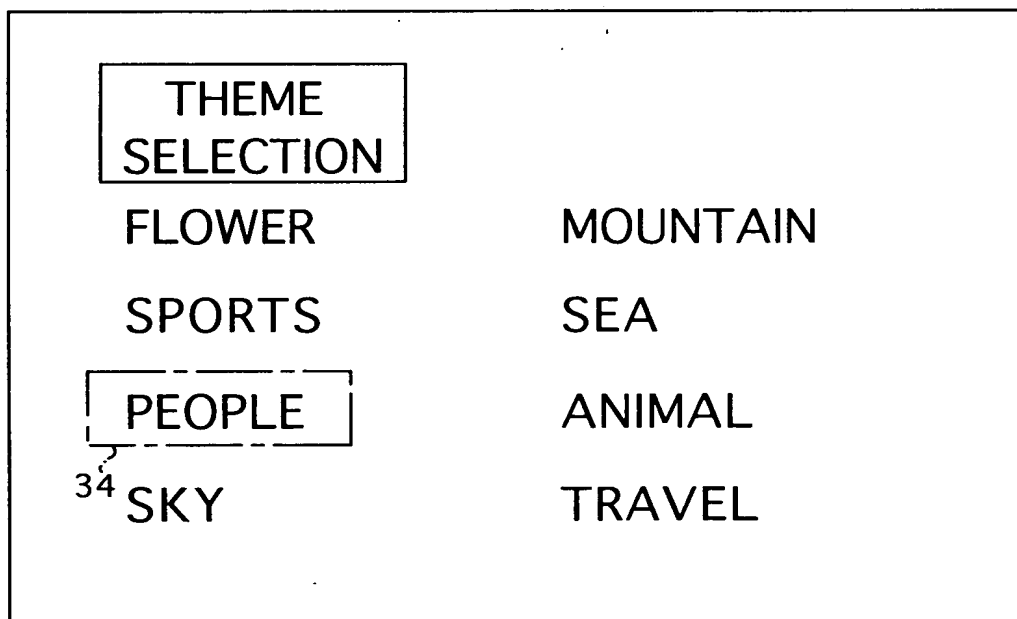 THEME
SELECTION
FLOWER
MOUNTAIN
SPORTS
SEA
PEOPLE
ANIMAL
34
SKY
TRAVEL